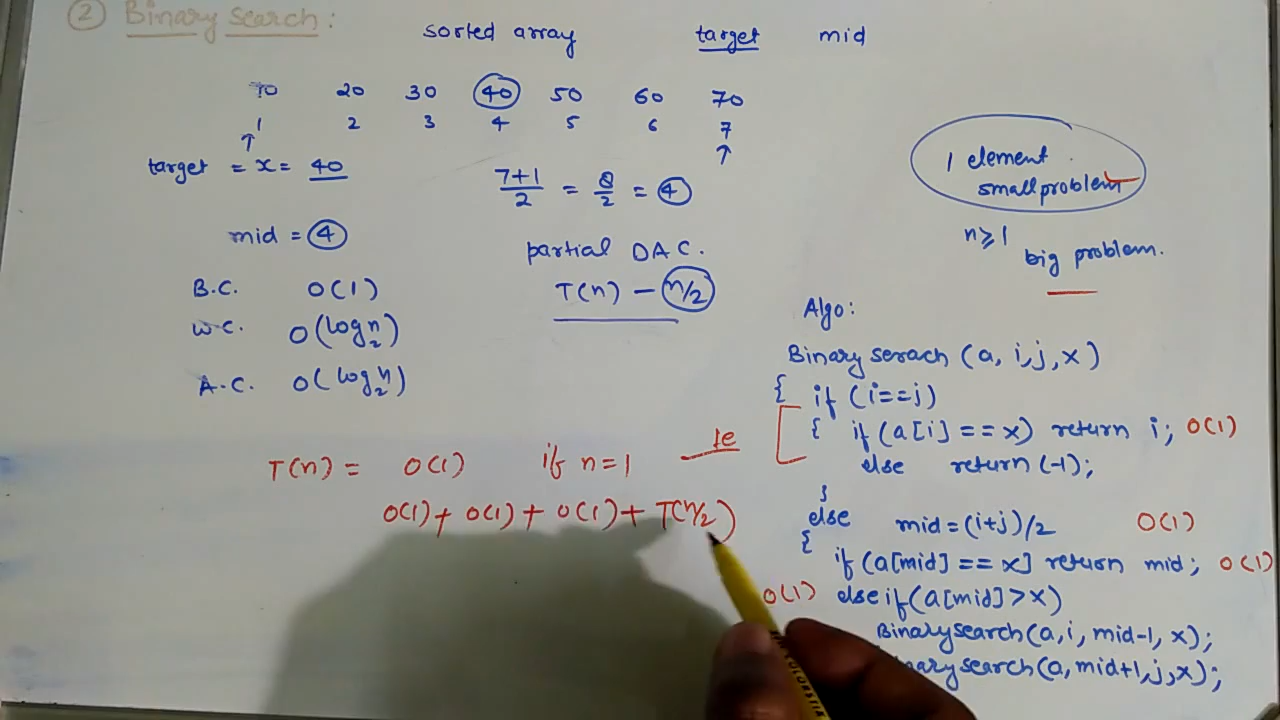 ② Binary Search:
sorted array target mid
10 20 30 40 50 60 70
1 2 3 4 5 6 7
↑ ↑
target = x = 40
7+1/2 = 8/2 = 4
mid = 4
partial DAC.
B.C. O(1)
T(n) — n/2
W.C. O(log₂n)
A.C. O(log₂n)
1 element
small problem
n≥1
big problem.
Algo:
Binary serach (a, i, j, x)
{ if (i==j)
{ if (a[i] == x) return i; O(1)
else return (-1);
}
else mid=(i+j)/2 O(1)
{
if (a[mid] == x] return mid; O(1)
O(1) else if (a[mid] > x)
Binarysearch(a, i, mid-1, x);
search(a, mid+1, j, x);
T(n) = O(1) if n=1 — 1e
O(1) + O(1) + O(1) + T(n/2)